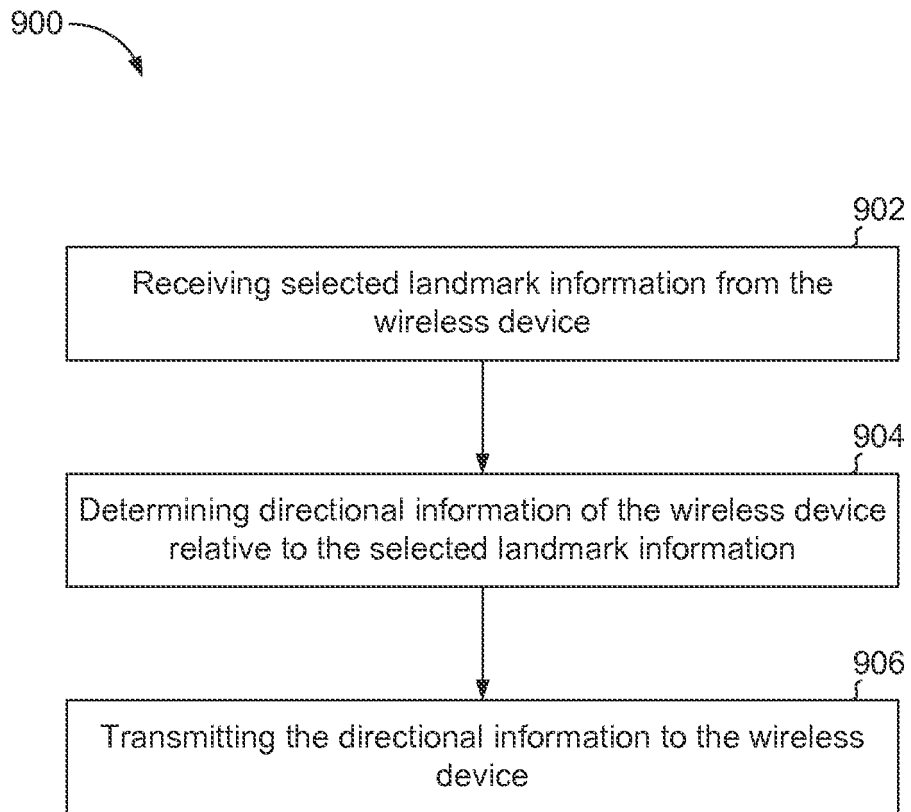 900
902
Receiving selected landmark information from the
wireless device
904
Determining directional information of the wireless device
relative to the selected landmark information
906
Transmitting the directional information to the wireless
device